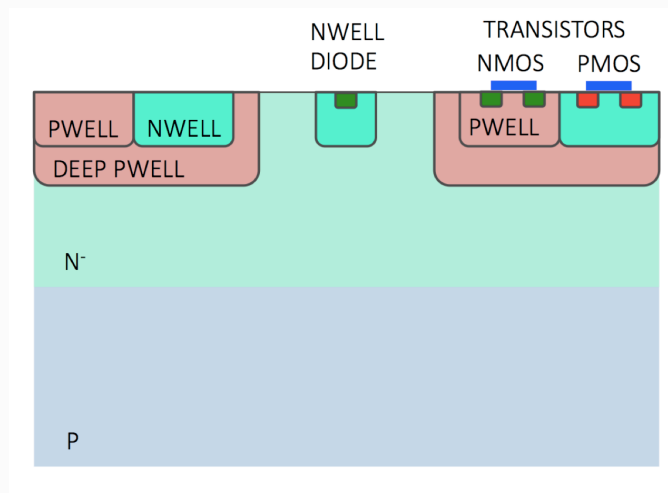 NWELL
DIODE
TRANSISTORS
NMOS PMOS
PWELL NWELL
PWELL
DEEP PWELL
N-
P